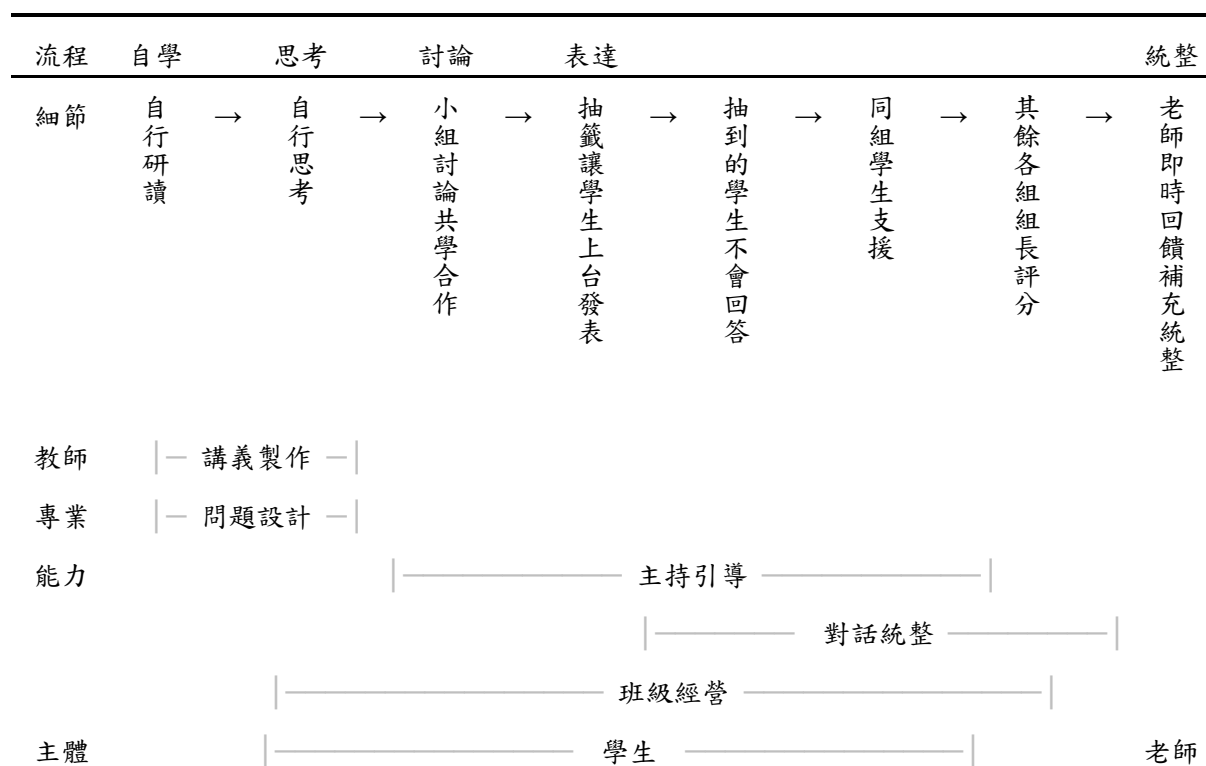 流程 自學 思考 討論 表達 統整
細節 自行研讀 → 自行思考 → 小組討論共學合作 → 抽籤讓學生上台發表 → 抽到的學生不會回答 → 同組學生支援 → 其餘各組組長評分 → 老師即時回饋補充統整
教師 講義製作
專業 問題設計
能力 主持引導
對話統整
班級經營
主體 學生 老師